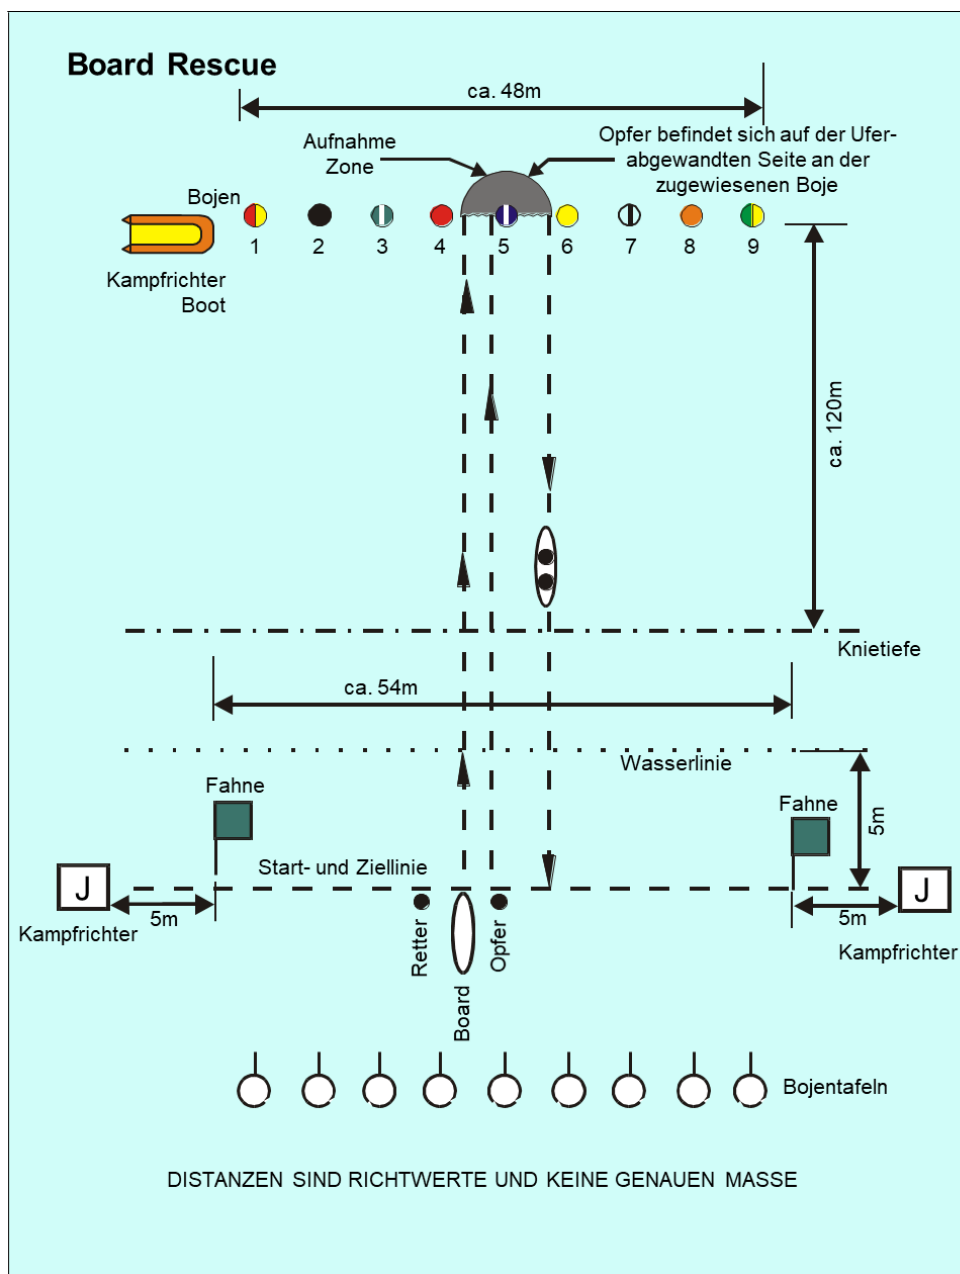 Board Rescue
ca. 48m
Aufnahme
Zone
Opfer befindet sich auf der Ufer-
abgewandten Seite an der
zugewiesenen Boje
Bojen
1 2 3 4 5 6 7 8 9
Kampfrichter
Boot
ca. 120m
Knietiefe
ca. 54m
Wasserlinie
Fahne
Fahne
5m
Start- und Ziellinie
J
J
5m
5m
Kampfrichter
Kampfrichter
Retter
Opfer
Board
Bojentafeln
DISTANZEN SIND RICHTWERTE UND KEINE GENAUEN MASSE